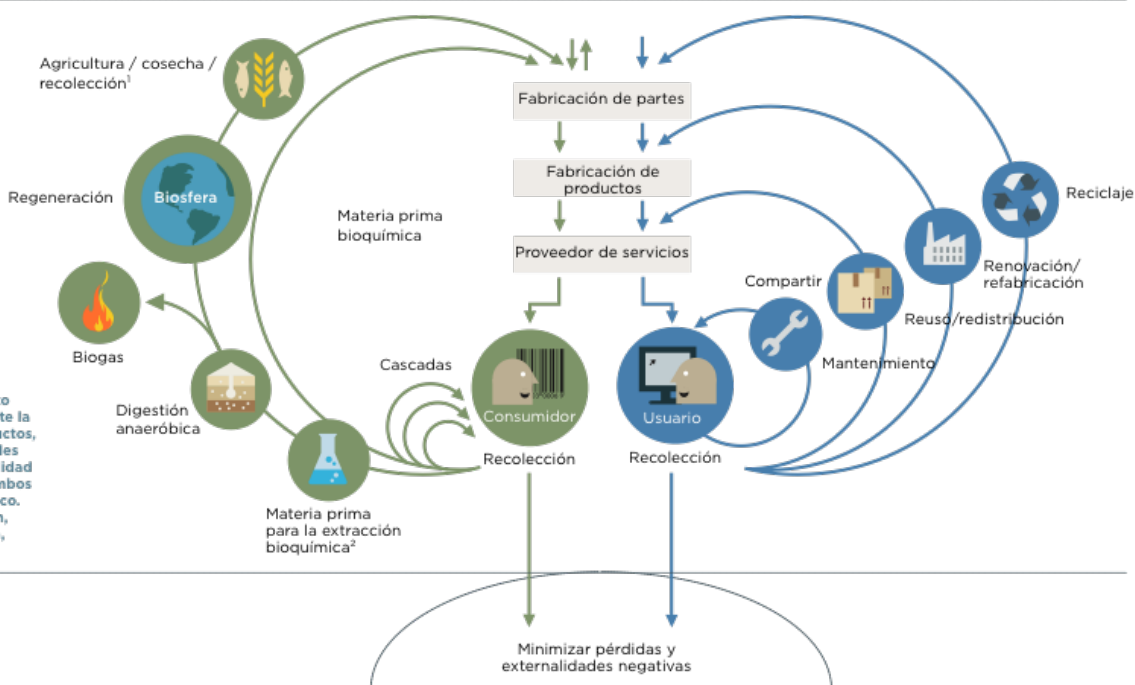 Agricultura / cosecha /
recolección¹
Regeneración
Biosfera
Biogas
Digestión
anaeróbica
Materia prima
para la extracción
bioquímica²
Materia prima
bioquímica
Cascadas
Fabricación de partes
Fabricación de
productos
Proveedor de servicios
Consumidor
Recolección
Usuario
Recolección
Compartir
Mantenimiento
Reuso/redistribución
Renovación/
refabricación
Reciclaje
Minimizar pérdidas y
externalidades negativas